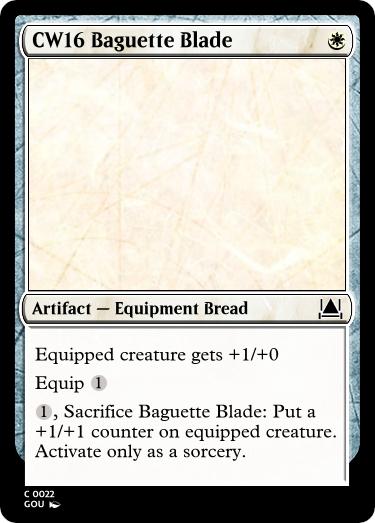 CW16 Baguette Blade
Artifact — Equipment Bread
Equipped creature gets +1/+0
Equip 1
1, Sacrifice Baguette Blade: Put a
+1/+1 counter on equipped creature.
Activate only as a sorcery.
C 0022
GOU